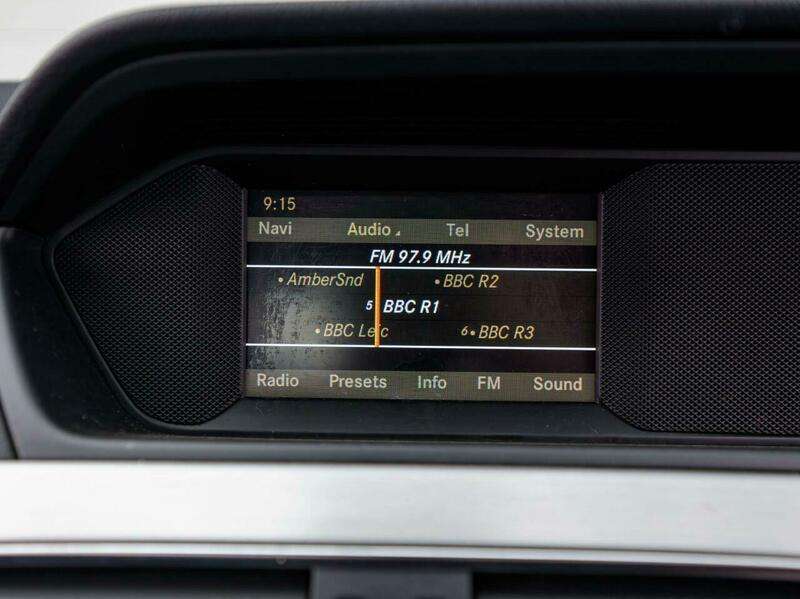 9:15
Navi Audio Tel System
FM 97.9 MHz
• AmberSnd • BBC R2
5 BBC R1
• BBC Leic 6 • BBC R3
Radio Presets Info FM Sound